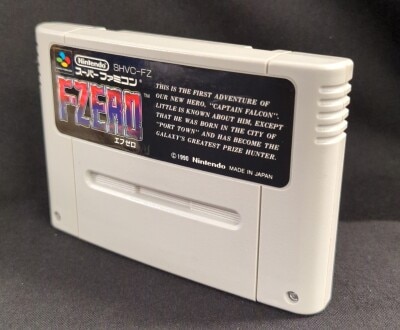 Nintendo SHVC-FZ
スーパーファミコン
F-ZERO™
エフゼロ
THIS IS THE FIRST ADVENTURE OF
OUR NEW HERO, "CAPTAIN FALCON".
LITTLE IS KNOWN ABOUT HIM, EXCEPT
THAT HE WAS BORN IN THE CITY OF
"PORT TOWN" AND HAS BECOME THE
GALAXY'S GREATEST PRIZE HUNTER.
©1990 Nintendo MADE IN JAPAN